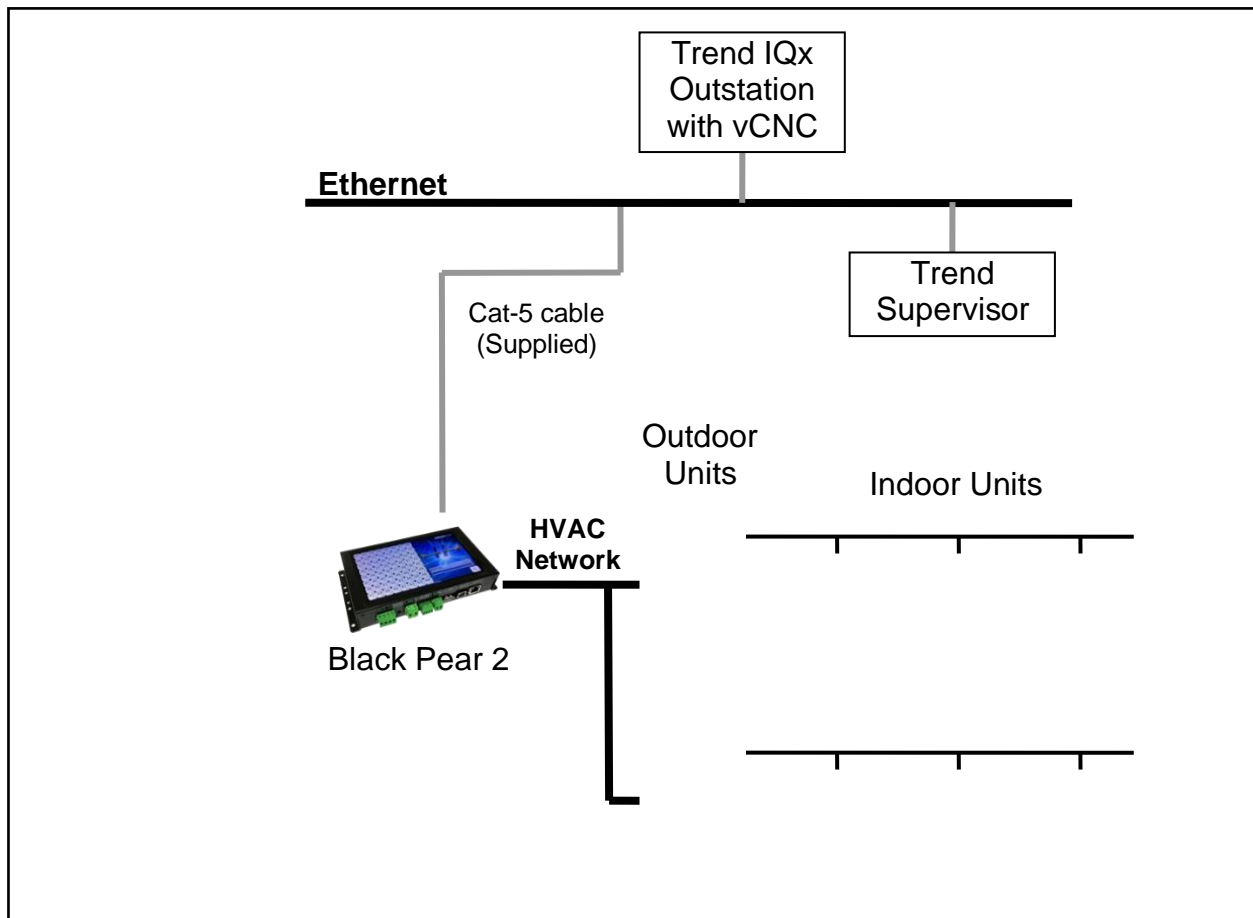 Trend IQx
Outstation
with vCNC
Ethernet
Trend
Supervisor
Cat-5 cable
(Supplied)
Outdoor
Units
Indoor Units
HVAC
Network
Black Pear 2